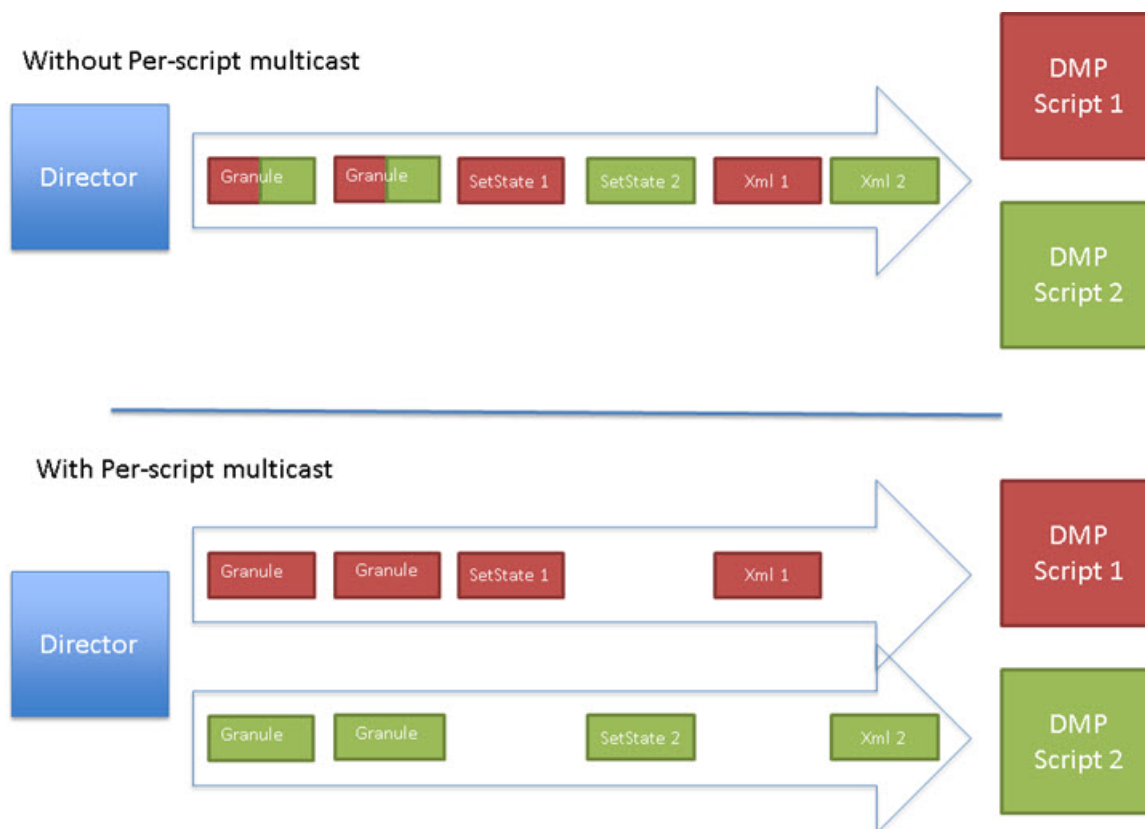 Without Per-script multicast
Director
Granule
Granule
SetState 1
SetState 2
Xml 1
Xml 2
DMP
Script 1
DMP
Script 2
With Per-script multicast
Director
Granule
Granule
SetState 1
Xml 1
DMP
Script 1
Granule
Granule
SetState 2
Xml 2
DMP
Script 2